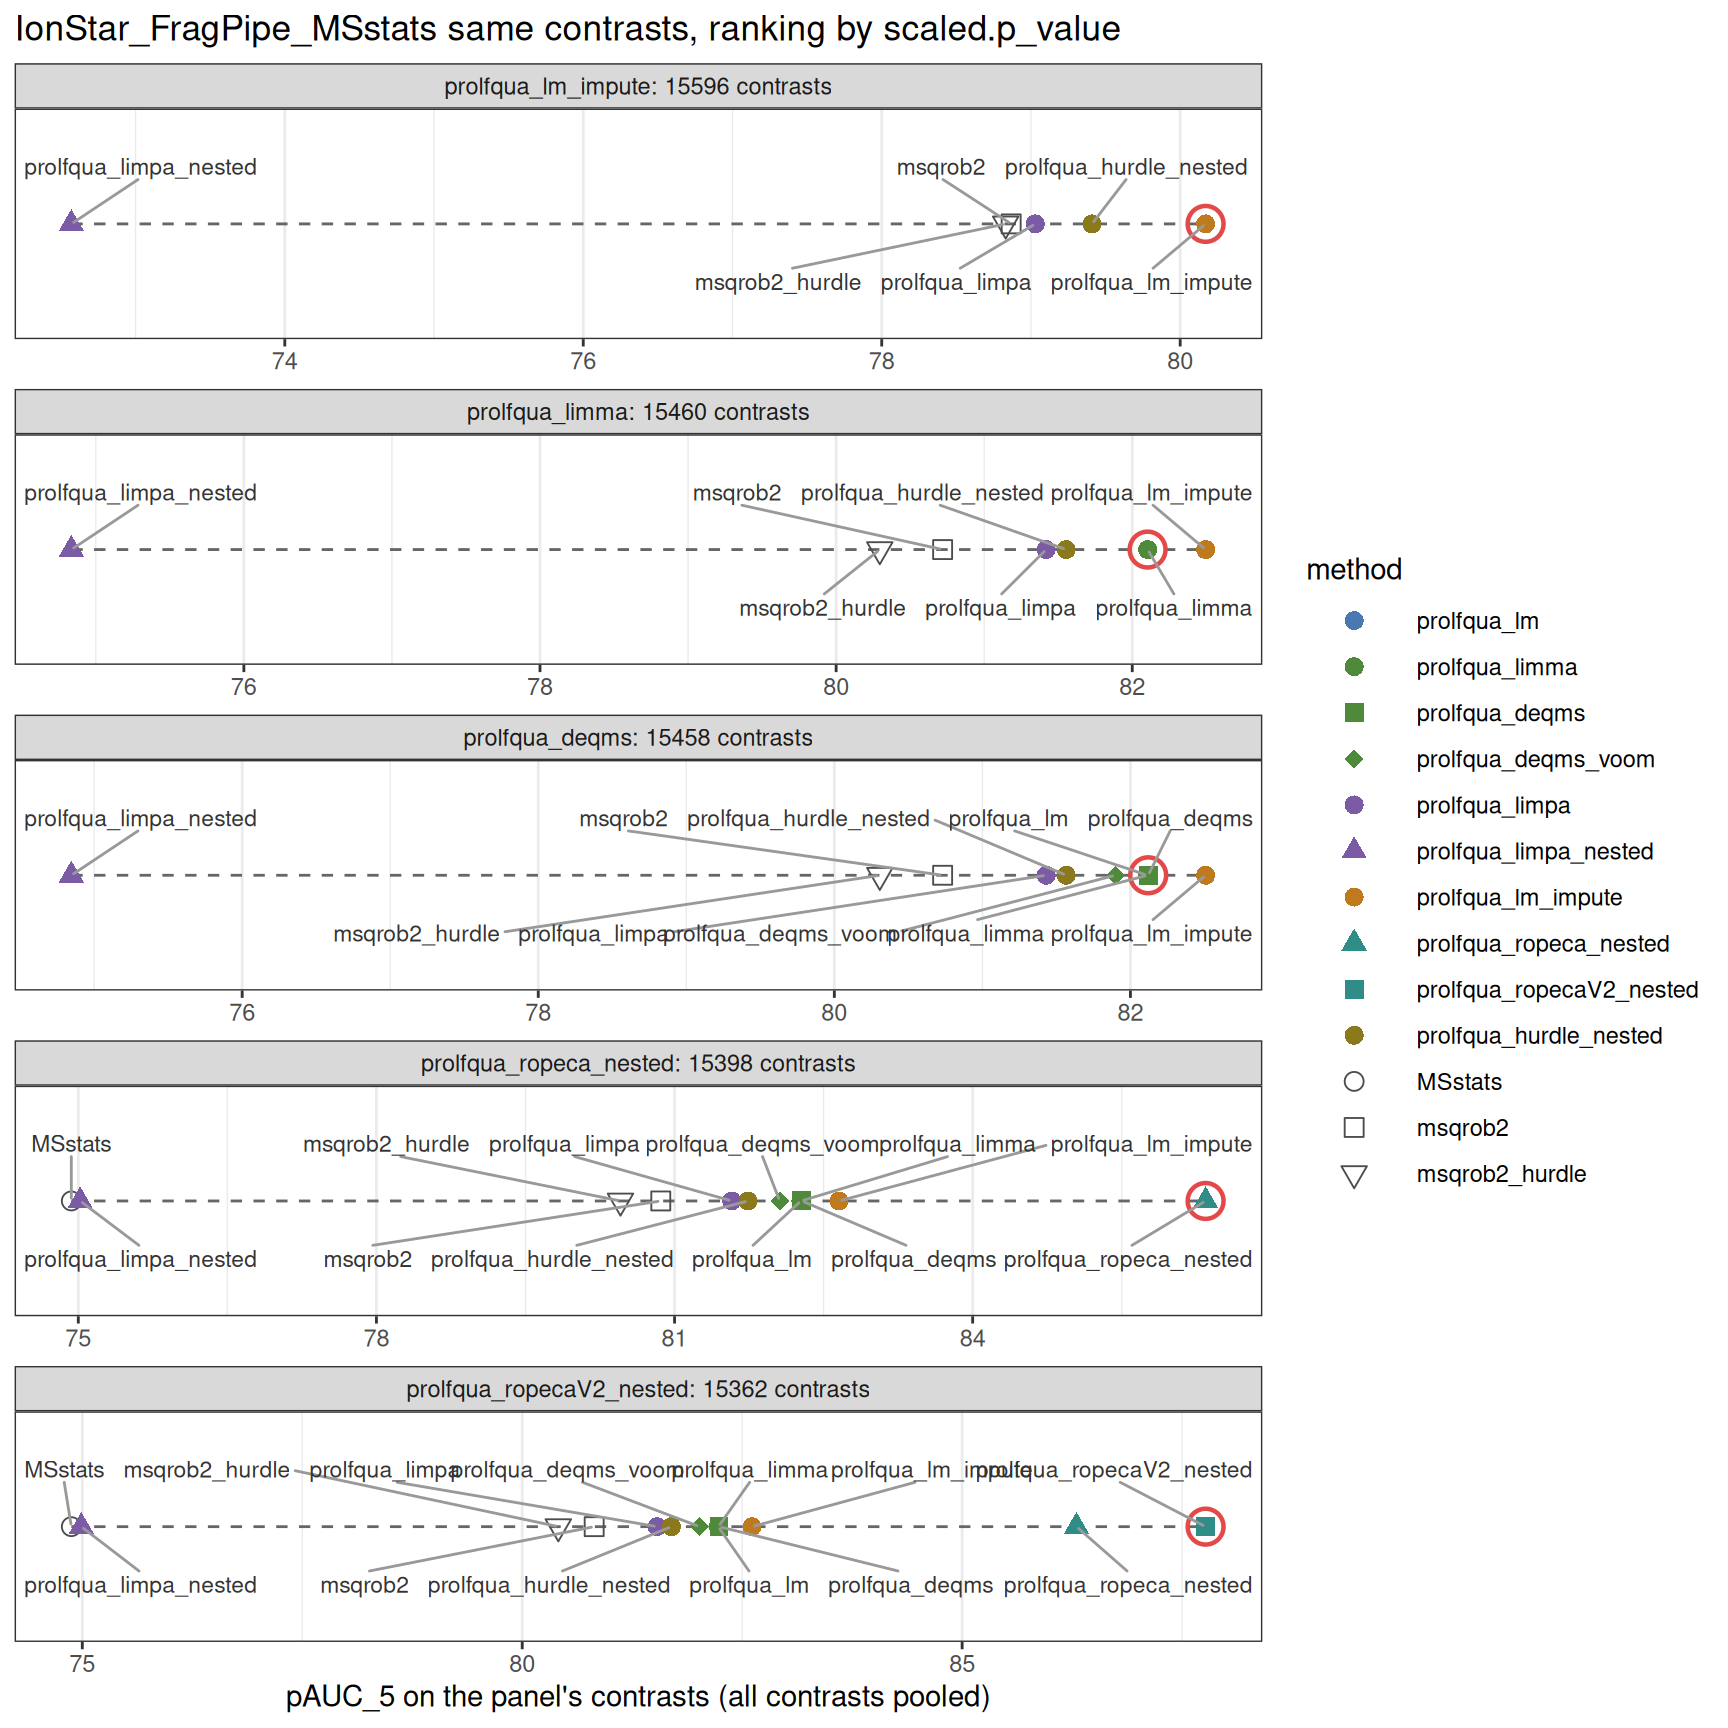 IonStar_FragPipe_MSstats same contrasts, ranking by scaled.p_value
prolfqua_lm_impute: 15596 contrasts
prolfqua_limpa_nested
msqrob2
prolfqua_hurdle_nested
msqrob2_hurdle
prolfqua_limpa
prolfqua_lm_impute
74
76
78
80
prolfqua_limma: 15460 contrasts
prolfqua_limpa_nested
msqrob2
prolfqua_hurdle_nested
prolfqua_lm_impute
msqrob2_hurdle
prolfqua_limpa
prolfqua_limma
76
78
80
82
prolfqua_deqms: 15458 contrasts
prolfqua_limpa_nested
msqrob2
prolfqua_hurdle_nested
prolfqua_lm
prolfqua_deqms
msqrob2_hurdle
prolfqua_limpa
prolfqua_deqms_voom
prolfqua_limma
prolfqua_lm_impute
76
78
80
82
prolfqua_ropeca_nested: 15398 contrasts
MSstats
msqrob2_hurdle
prolfqua_limpa
prolfqua_deqms_voom
prolfqua_limma
prolfqua_lm_impute
prolfqua_limpa_nested
msqrob2
prolfqua_hurdle_nested
prolfqua_lm
prolfqua_deqms
prolfqua_ropeca_nested
75
78
81
84
prolfqua_ropecaV2_nested: 15362 contrasts
MSstats
msqrob2_hurdle
prolfqua_limpa
prolfqua_deqms_voom
prolfqua_limma
prolfqua_lm_impute
prolfqua_ropecaV2_nested
prolfqua_limpa_nested
msqrob2
prolfqua_hurdle_nested
prolfqua_lm
prolfqua_deqms
prolfqua_ropeca_nested
75
80
85
pAUC_5 on the panel's contrasts (all contrasts pooled)
method
prolfqua_lm
prolfqua_limma
prolfqua_deqms
prolfqua_deqms_voom
prolfqua_limpa
prolfqua_limpa_nested
prolfqua_lm_impute
prolfqua_ropeca_nested
prolfqua_ropecaV2_nested
prolfqua_hurdle_nested
MSstats
msqrob2
msqrob2_hurdle